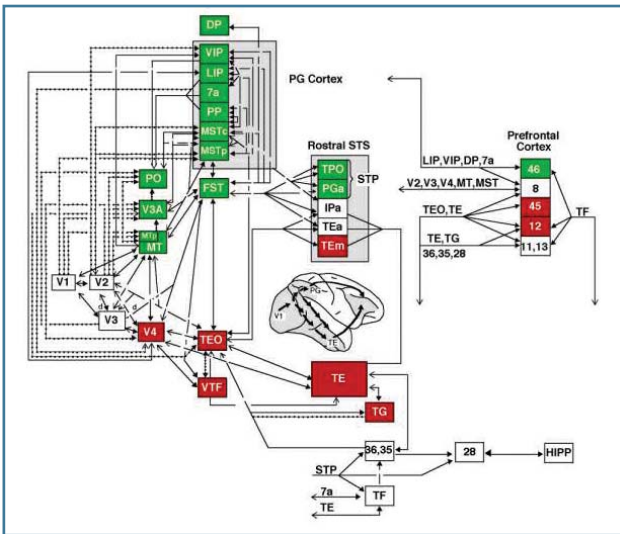 DP
VIP
LIP
7a
PP
MSTc
MSTp
PG Cortex
PO
FST
V3A
MTp
MT
V1
V2
V3
d
d
V4
TEO
VTF
Rostral STS
TPO
PGa
STP
IPa
TEa
TEm
V1
PG
TE
TE
TG
36,35
28
HIPP
STP
TF
7a
TE
Prefrontal
Cortex
LIP,VIP,DP,7a
46
V2,V3,V4,MT,MST
8
45
TEO,TE
12
TF
TE,TG
11,13
36,35,28